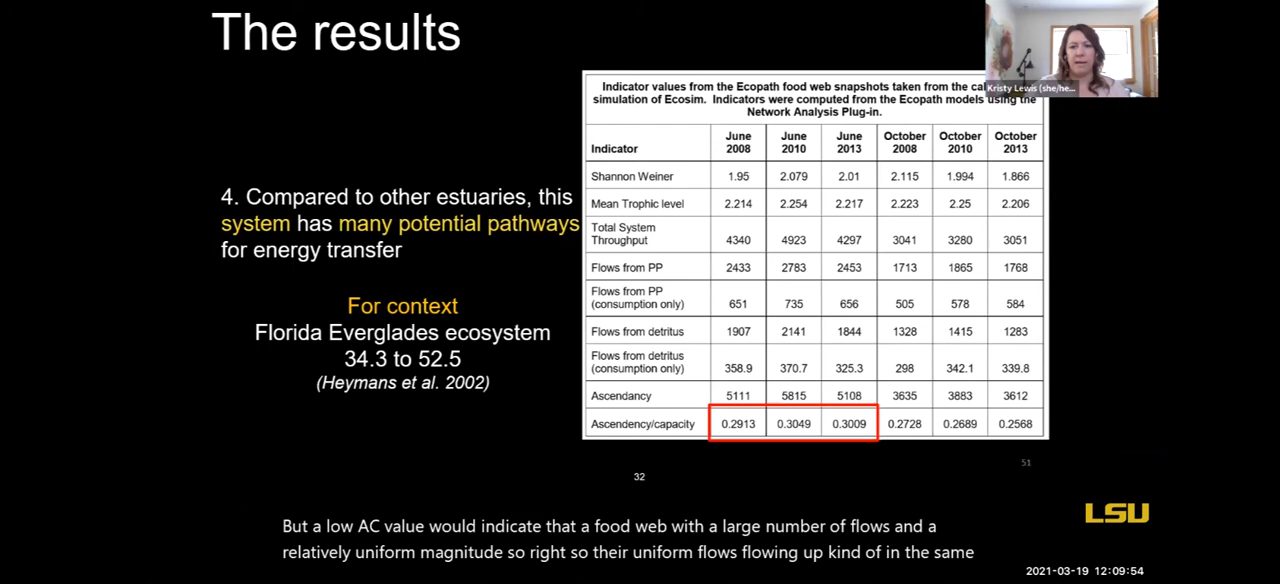 The results
Kristy Lewis (she/he...
Indicator values from the Ecopath food web snapshots taken from the ca
simulation of Ecosim. Indicators were computed from the Ecopath models using the
Network Analysis Plug-in.
Indicator June 2008 June 2010 June 2013 October 2008 October 2010 October 2013
Shannon Weiner 1.95 2.079 2.01 2.115 1.994 1.866
Mean Trophic level 2.214 2.254 2.217 2.223 2.25 2.206
Total System Throughput 4340 4923 4297 3041 3280 3051
Flows from PP 2433 2783 2453 1713 1865 1768
Flows from PP (consumption only) 651 735 656 505 578 584
Flows from detritus 1907 2141 1844 1328 1415 1283
Flows from detritus (consumption only) 358.9 370.7 325.3 298 342.1 339.8
Ascendancy 5111 5815 5108 3635 3883 3612
Ascendency/capacity 0.2913 0.3049 0.3009 0.2728 0.2689 0.2568
4. Compared to other estuaries, this
system has many potential pathways
for energy transfer
For context
Florida Everglades ecosystem
34.3 to 52.5
(Heymans et al. 2002)
51
32
LSU
But a low AC value would indicate that a food web with a large number of flows and a
relatively uniform magnitude so right so their uniform flows flowing up kind of in the same
2021-03-19 12:09:54